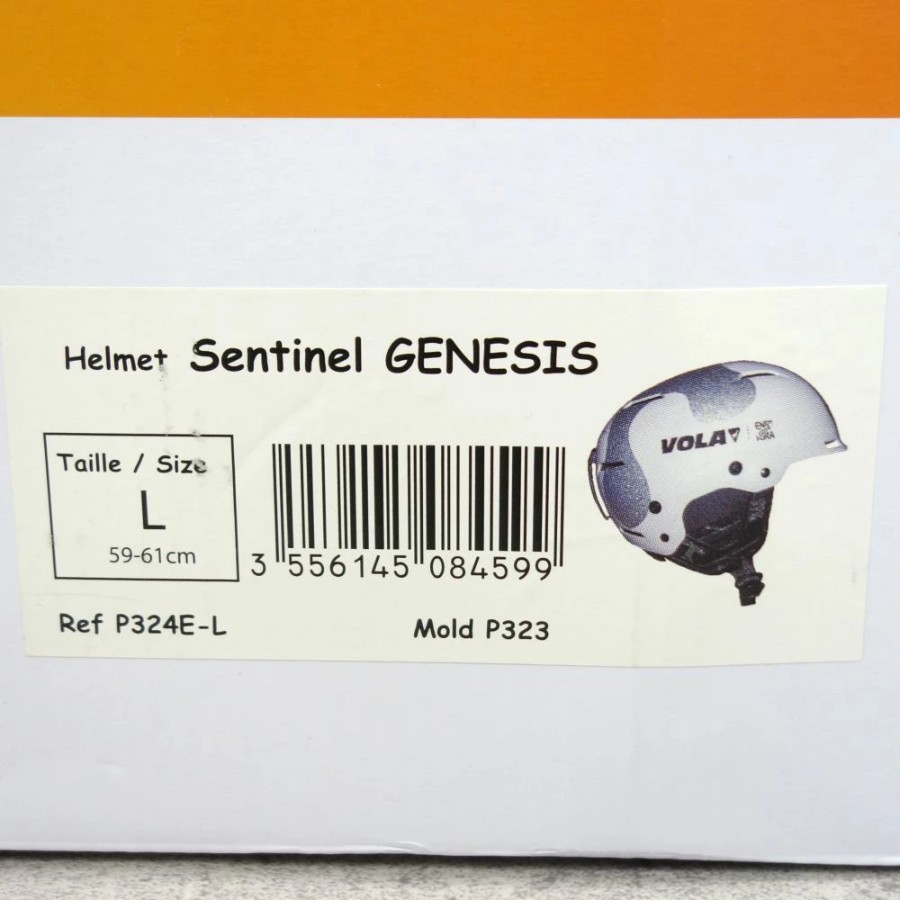 Helmet Sentinel GENESIS
Taille / Size
L
59-61cm
3 556145 084599
Ref P324E-L
Mold P323
VOLA